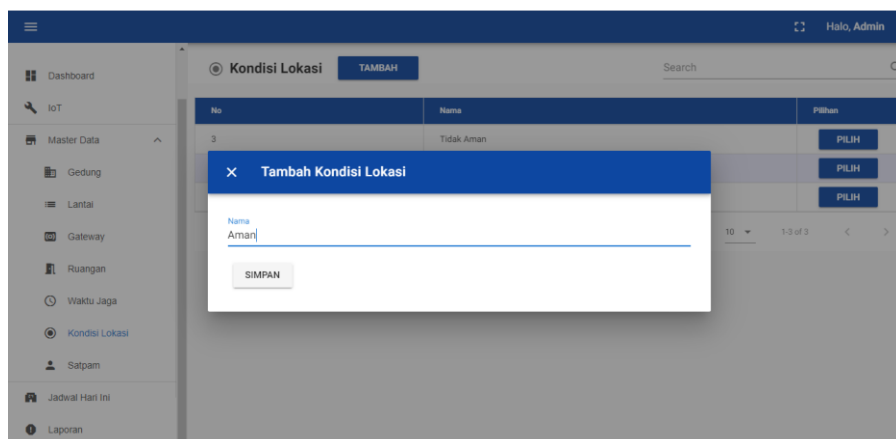 Halo, Admin
Dashboard
IoT
Master Data
Gedung
Lantai
Gateway
Ruangan
Waktu Jaga
Kondisi Lokasi
Satpam
Jadwal Hari Ini
Laporan
Kondisi Lokasi
TAMBAH
Search
No Nama Pilihan
3 Tidak Aman PILIH
PILIH
PILIH
10 1-3 of 3
Tambah Kondisi Lokasi
Nama
Aman
SIMPAN